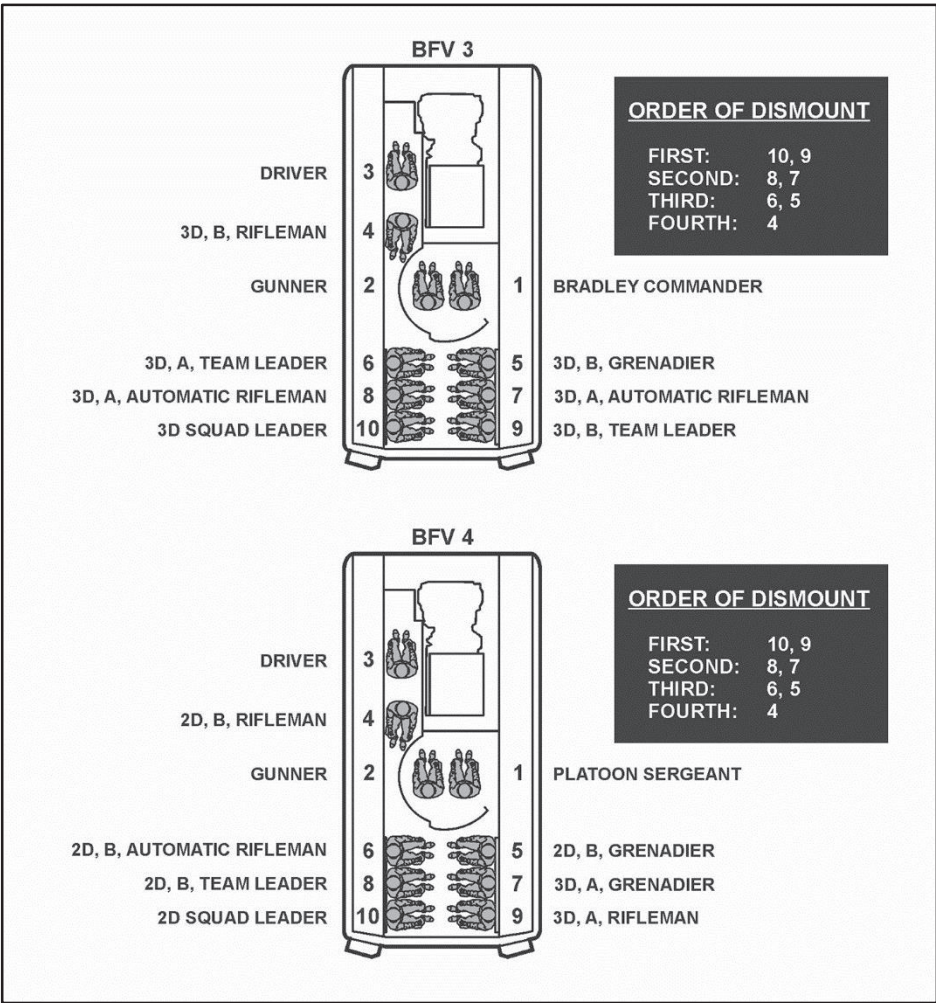 BFV 3
ORDER OF DISMOUNT
FIRST: 10, 9
SECOND: 8, 7
THIRD: 6, 5
FOURTH: 4
DRIVER 3
3D, B, RIFLEMAN 4
GUNNER 2 1 BRADLEY COMMANDER
3D, A, TEAM LEADER 6 5 3D, B, GRENADIER
3D, A, AUTOMATIC RIFLEMAN 8 7 3D, A, AUTOMATIC RIFLEMAN
3D SQUAD LEADER 10 9 3D, B, TEAM LEADER
BFV 4
ORDER OF DISMOUNT
FIRST: 10, 9
SECOND: 8, 7
THIRD: 6, 5
FOURTH: 4
DRIVER 3
2D, B, RIFLEMAN 4
GUNNER 2 1 PLATOON SERGEANT
2D, B, AUTOMATIC RIFLEMAN 6 5 2D, B, GRENADIER
2D, B, TEAM LEADER 8 7 3D, A, GRENADIER
2D SQUAD LEADER 10 9 3D, A, RIFLEMAN